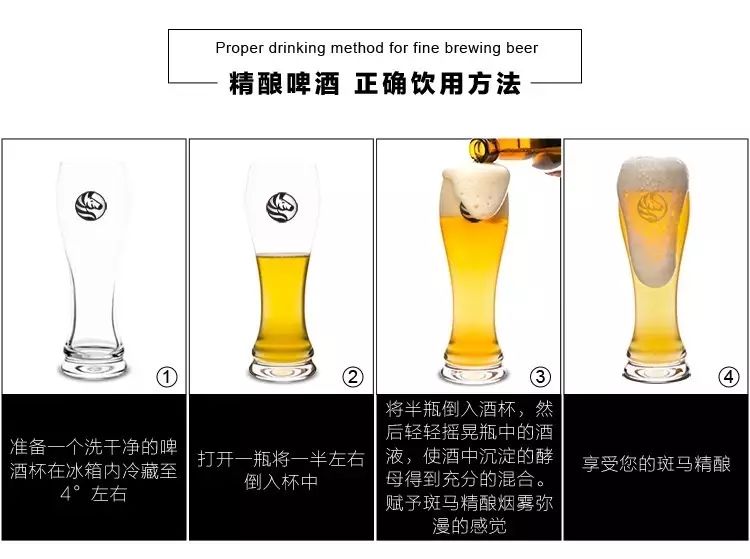 Proper drinking method for fine brewing beer
精酿啤酒 正确饮用方法
①
②
③
④
准备一个洗干净的啤
酒杯在冰箱内冷藏至
4°左右
打开一瓶将一半左右
倒入杯中
将半瓶倒入酒杯，然
后轻轻摇晃瓶中的酒
液，使酒中沉淀的酵
母得到充分的混合。
赋予斑马精酿烟雾弥
漫的感觉
享受您的斑马精酿